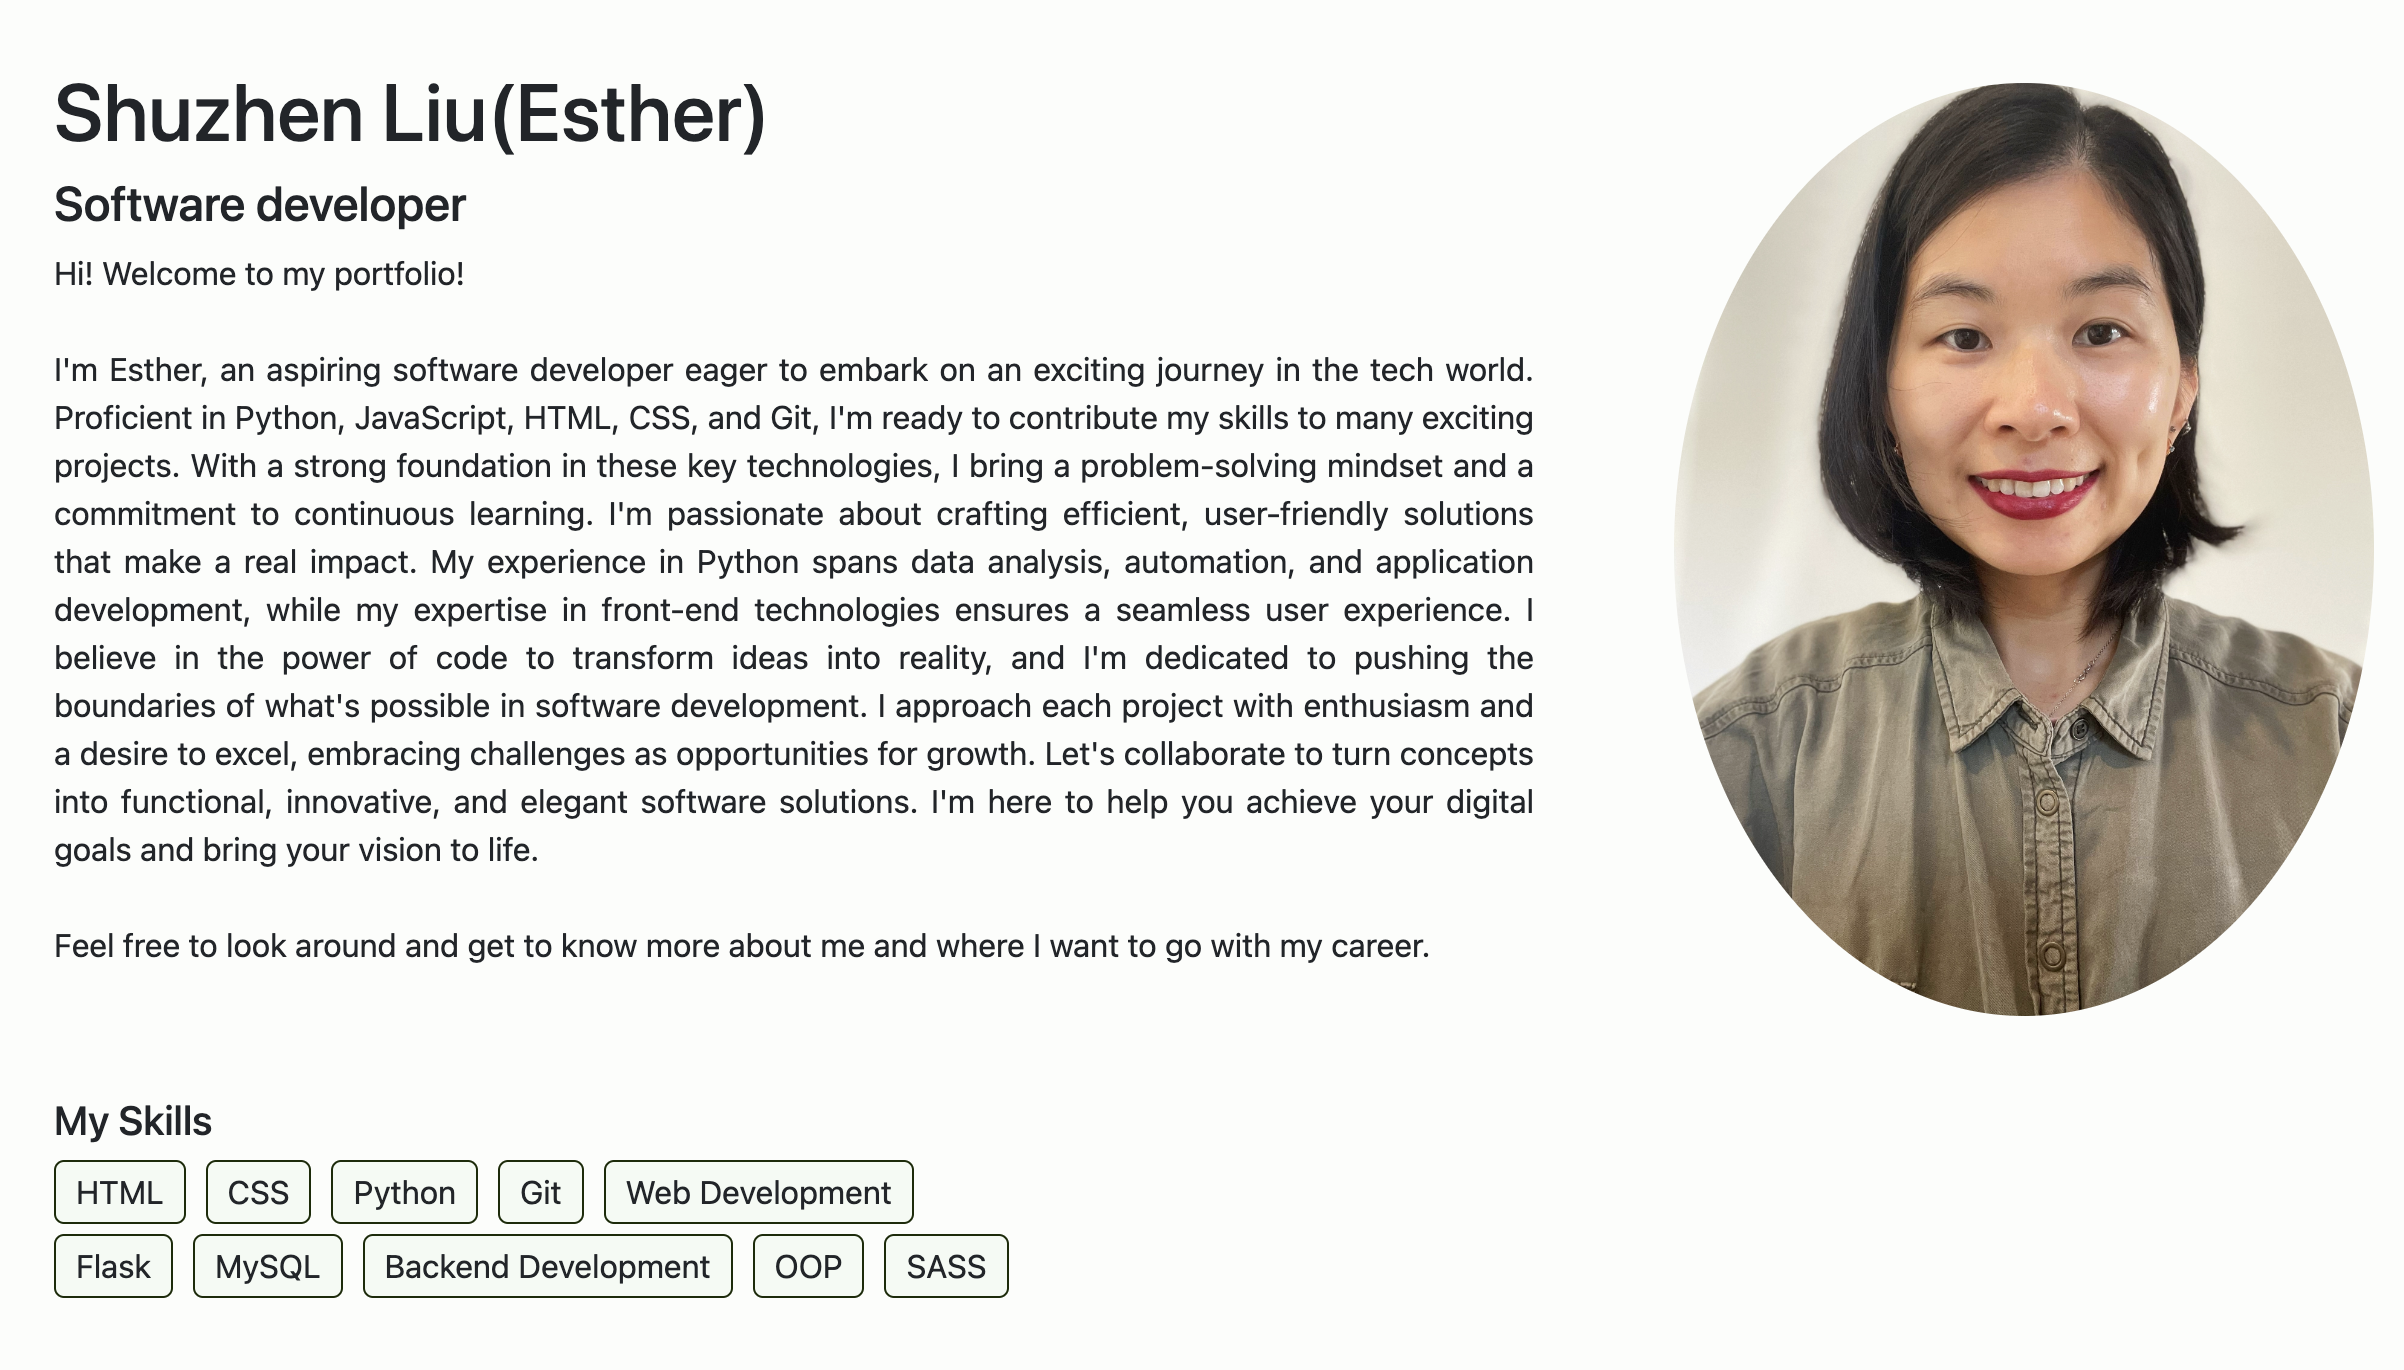 Shuzhen Liu(Esther)
Software developer
Hi! Welcome to my portfolio!
I'm Esther, an aspiring software developer eager to embark on an exciting journey in the tech world.
Proficient in Python, JavaScript, HTML, CSS, and Git, I'm ready to contribute my skills to many exciting
projects. With a strong foundation in these key technologies, I bring a problem-solving mindset and a
commitment to continuous learning. I'm passionate about crafting efficient, user-friendly solutions
that make a real impact. My experience in Python spans data analysis, automation, and application
development, while my expertise in front-end technologies ensures a seamless user experience. I
believe in the power of code to transform ideas into reality, and I'm dedicated to pushing the
boundaries of what's possible in software development. I approach each project with enthusiasm and
a desire to excel, embracing challenges as opportunities for growth. Let's collaborate to turn concepts
into functional, innovative, and elegant software solutions. I'm here to help you achieve your digital
goals and bring your vision to life.
Feel free to look around and get to know more about me and where I want to go with my career.
My Skills
HTML CSS Python Git Web Development
Flask MySQL Backend Development OOP SASS